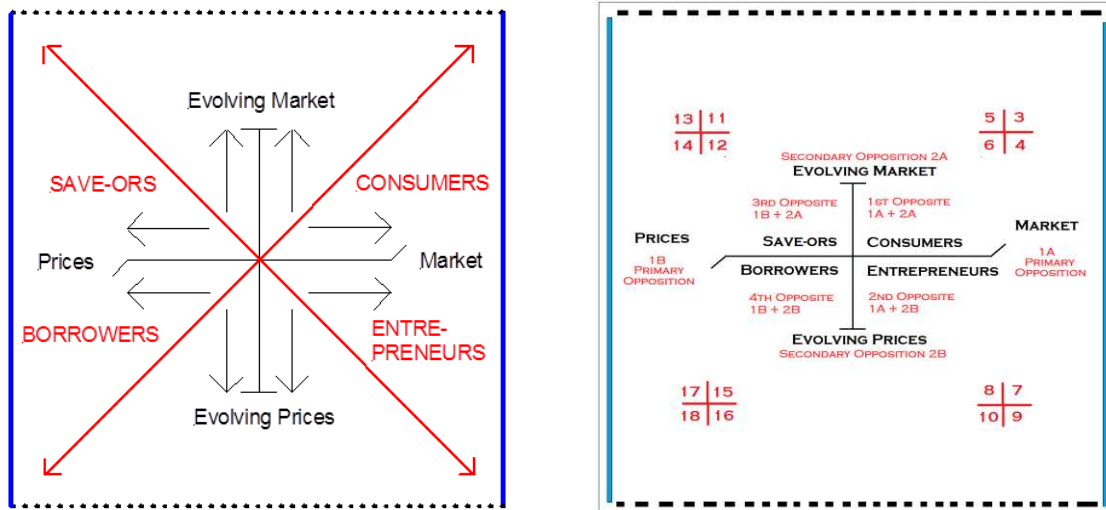 Evolving Market
SAVE-ORS
CONSUMERS
Prices
Market
BORROWERS
ENTRE-
PRENEURS
Evolving Prices
13 11
14 12
5 3
6 4
SECONDARY OPPOSITION 2A
EVOLVING MARKET
3RD OPPOSITE
1B + 2A
1ST OPPOSITE
1A + 2A
PRICES
SAVE-ORS
CONSUMERS
MARKET
1B
PRIMARY
OPPOSITION
BORROWERS
ENTREPRENEURS
1A
PRIMARY
OPPOSITION
4TH OPPOSITE
1B + 2B
2ND OPPOSITE
1A + 2B
EVOLVING PRICES
SECONDARY OPPOSITION 2B
17 15
18 16
8 7
10 9